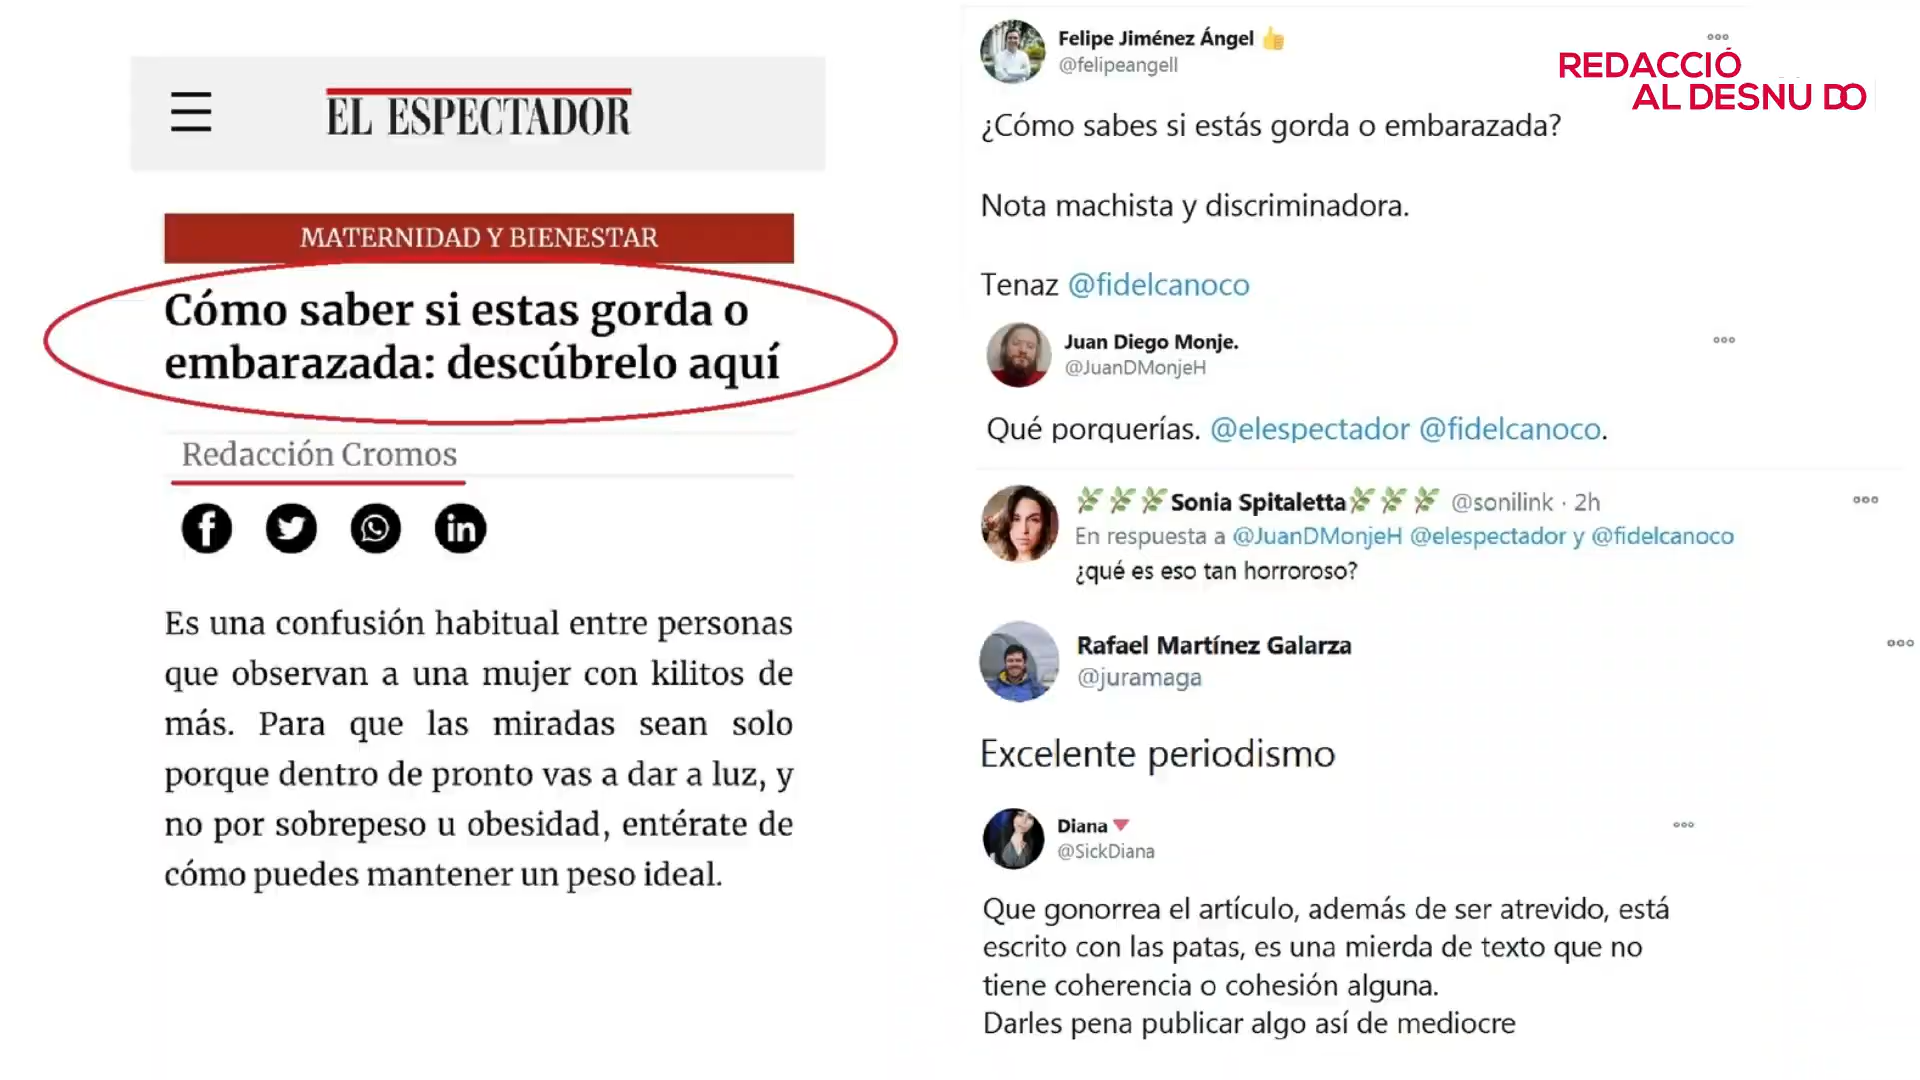 EL ESPECTADOR
MATERNIDAD Y BIENESTAR
Cómo saber si estas gorda o
embarazada: descúbrelo aquí
Redacción Cromos
Es una confusión habitual entre personas
que observan a una mujer con kilitos de
más. Para que las miradas sean solo
porque dentro de pronto vas a dar a luz, y
no por sobrepeso u obesidad, entérate de
cómo puedes mantener un peso ideal.
REDACCIÓ
AL DESNU DO
Felipe Jiménez Ángel 👍
@felipeangell
¿Cómo sabes si estás gorda o embarazada?
Nota machista y discriminadora.
Tenaz @fidelcanoco
Juan Diego Monje.
@JuanDMonjeH
Qué porquerías. @elespectador @fidelcanoco.
🌿🌿🌿Sonia Spitaletta🌿🌿🌿 @sonilink · 2h
En respuesta a @JuanDMonjeH @elespectador y @fidelcanoco
¿qué es eso tan horroroso?
Rafael Martínez Galarza
@juramaga
Excelente periodismo
Diana 🔻
@SickDiana
Que gonorrea el artículo, además de ser atrevido, está
escrito con las patas, es una mierda de texto que no
tiene coherencia o cohesión alguna.
Darles pena publicar algo así de mediocre